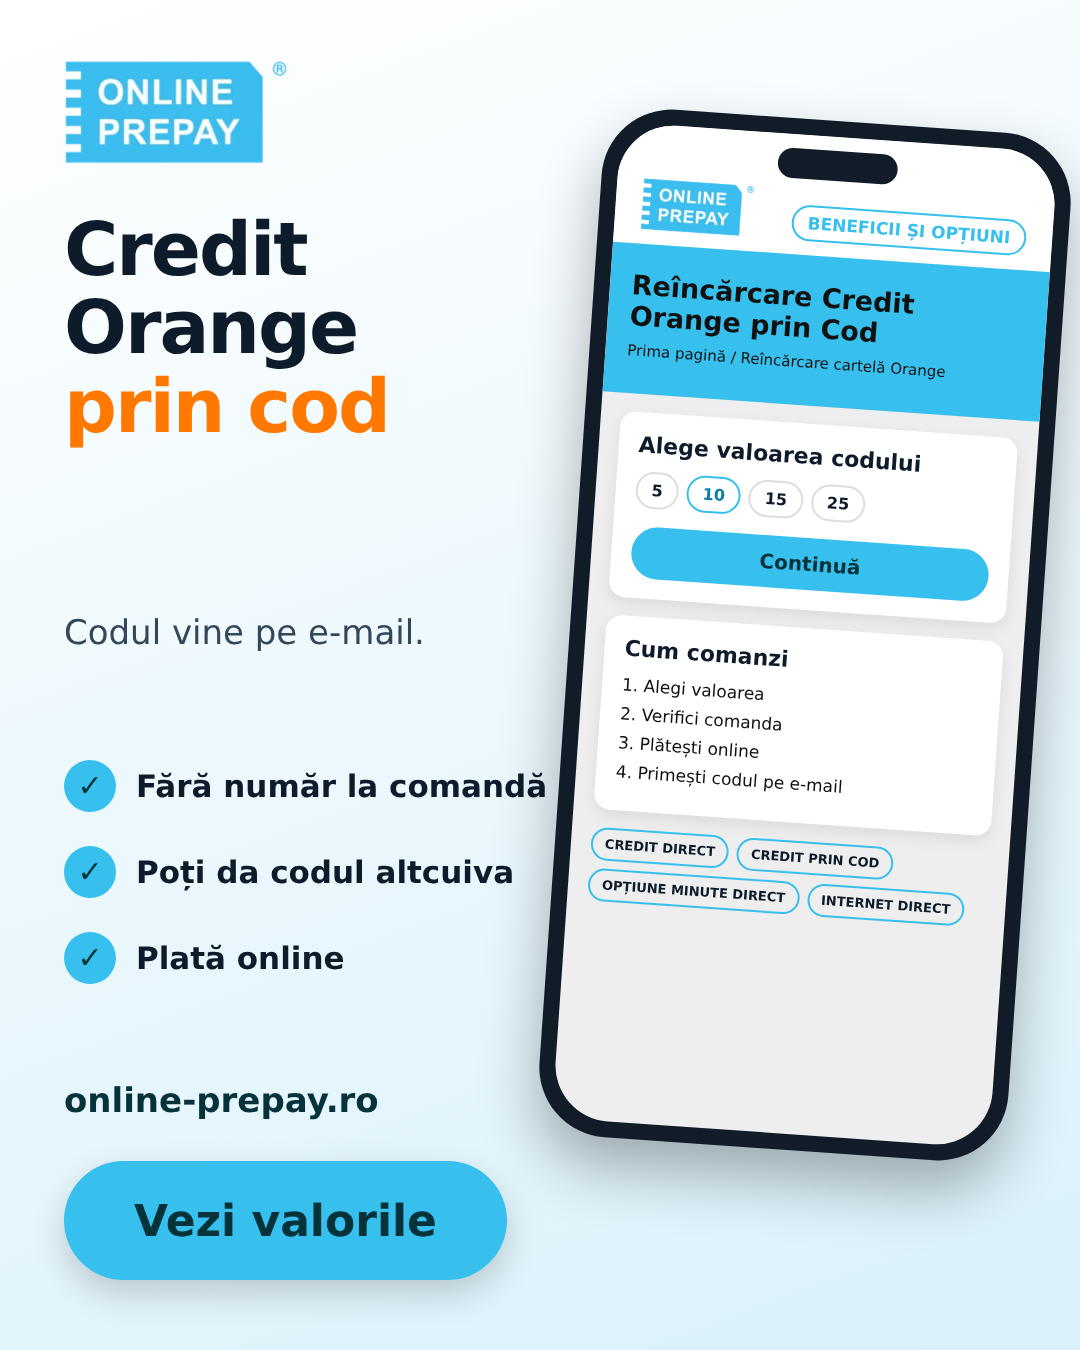 ONLINE
PREPAY
®
Credit
Orange
prin cod
Codul vine pe e-mail.
✓ Fără număr la comandă
✓ Poți da codul altcuiva
✓ Plată online
online-prepay.ro
Vezi valorile
ONLINE
PREPAY
®
BENEFICII ȘI OPȚIUNI
Reîncărcare Credit
Orange prin Cod
Prima pagină / Reîncărcare cartelă Orange
Alege valoarea codului
5 10 15 25
Continuă
Cum comanzi
1. Alegi valoarea
2. Verifici comanda
3. Plătești online
4. Primești codul pe e-mail
CREDIT DIRECT CREDIT PRIN COD
OPȚIUNE MINUTE DIRECT INTERNET DIRECT